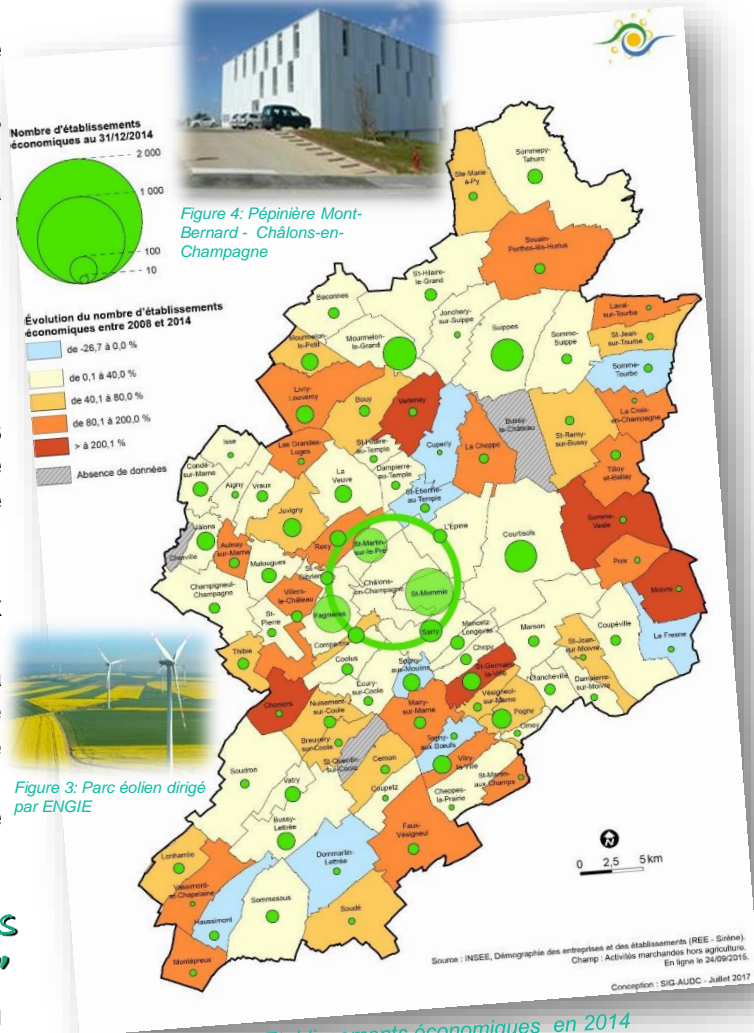 Nombre d'établissements
économiques au 31/12/2014
2 000
1 000
100
10
Évolution du nombre d'établissements
économiques entre 2008 et 2014
de -26,7 à 0,0 %
de 0,1 à 40,0 %
de 40,1 à 80,0 %
de 80,1 à 200,0 %
> à 200,1 %
Absence de données
Figure 4: Pépinière Mont-
Bernard - Châlons-en-
Champagne
Ste Marie
à-Py
Sommepy-
Tahure
Souain-
Perthes-lès-Hurlus
St-Hilaire-
le-Grand
Baconnes
Jonchery-
sur-Suippe
Suippes
Somme-
Suippe
Laval-
sur-Tourbe
St-Jean-
sur-Tourbe
Somme-
Tourbe
Mourmelon-
le-Petit
Mourmelon-
le-Grand
Livry-
Louvercy
Bouy
Vadenay
Cuperly
La Cheppe
Bussy-
le-Château
St-Remy-
sur-Bussy
La Croix-
en-Champagne
Tilloy
et-Bellay
Les Grandes-
Loges
St-Hilaire-
au-Temple
Dampierre-
au-Temple
St-Etienne-
au Temple
Isse
Condé-
sur-Marne
Aigny
Vraux
La
Veuve
Juvigny
Recy
St-Martin-
sur-le-Pré
L'Épine
Courtisols
Somme-
Vesle
Poix
Moivre
Cherville
Aulnay-
sur-Marne
Matougues
Champigneul-
Champagne
Villers-
le-Château
St-
Pierre
Fagnières
Châlons-
en-Champagne
St-Memmie
Sarry
Moncetz-
Longevas
Chepy
Marson
Coupéville
Le Fresne
St-Jean-
sur-Moivre
Dampierre-
sur-Moivre
Thibie
Coolus
Écury-
sur-Coole
St-Germain-
la-Ville
Vésigneul-
sur-Marne
Pogny
Omey
Cheniers
Nuisement-
sur-Coole
Mairy-
sur-Marne
Breuvery-
sur-Coole
St-Quentin-
sur-Coole
Cernon
Togny-
aux-Bœufs
Vitry-
la-Ville
St-Martin-
aux-Champs
Cheppes-
la-Prairie
Coupetz
Soudron
Vatry
Bussy-
Lettrée
Faux-
Vésigneul
Dommartin-
Lettrée
Lenharrée
Vassimont-
et-Chapelaine
Haussimont
Sommesous
Soudé
Montépreux
Figure 3: Parc éolien dirigé
par ENGIE
N
0 2,5 5 km
Source : INSEE, Démographie des entreprises et des établissements (REE - Sirène).
Champ : Activités marchandes hors agriculture.
En ligne le 24/09/2015.
Conception : SIG-AUDC - Juillet 2017
économiques en 2014